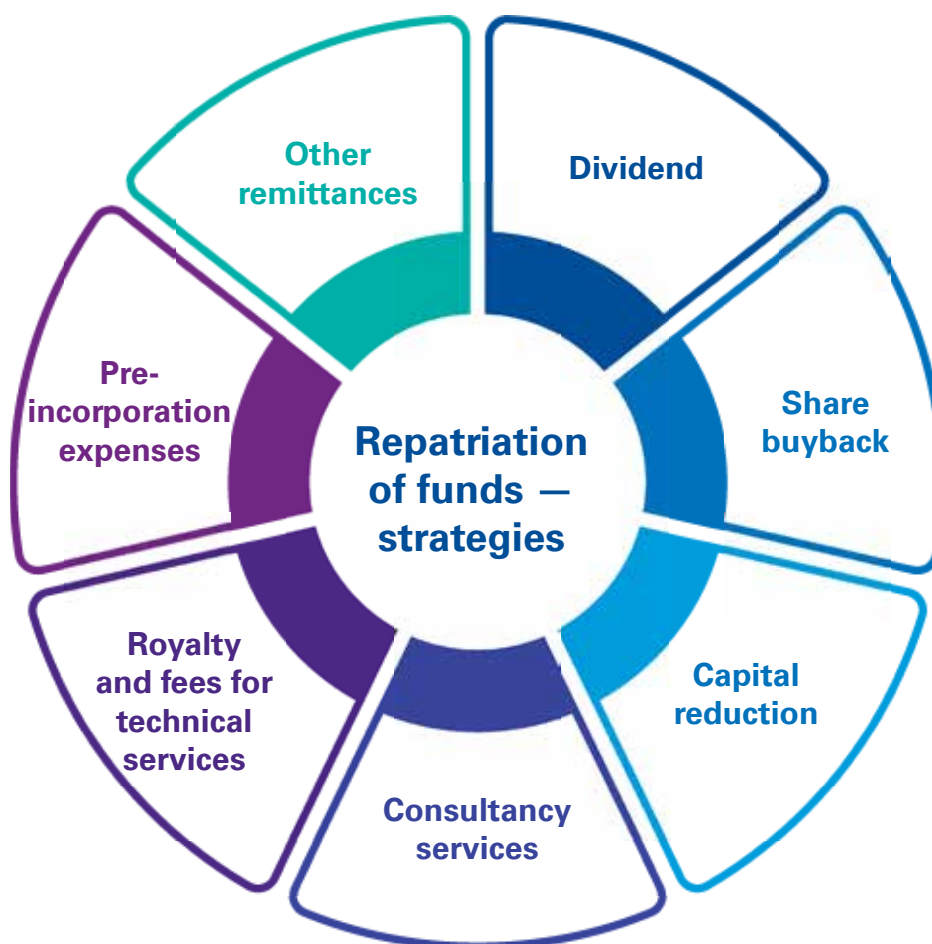 Repatriation
of funds —
strategies
Dividend
Share
buyback
Capital
reduction
Consultancy
services
Royalty
and fees for
technical
services
Pre-
incorporation
expenses
Other
remittances